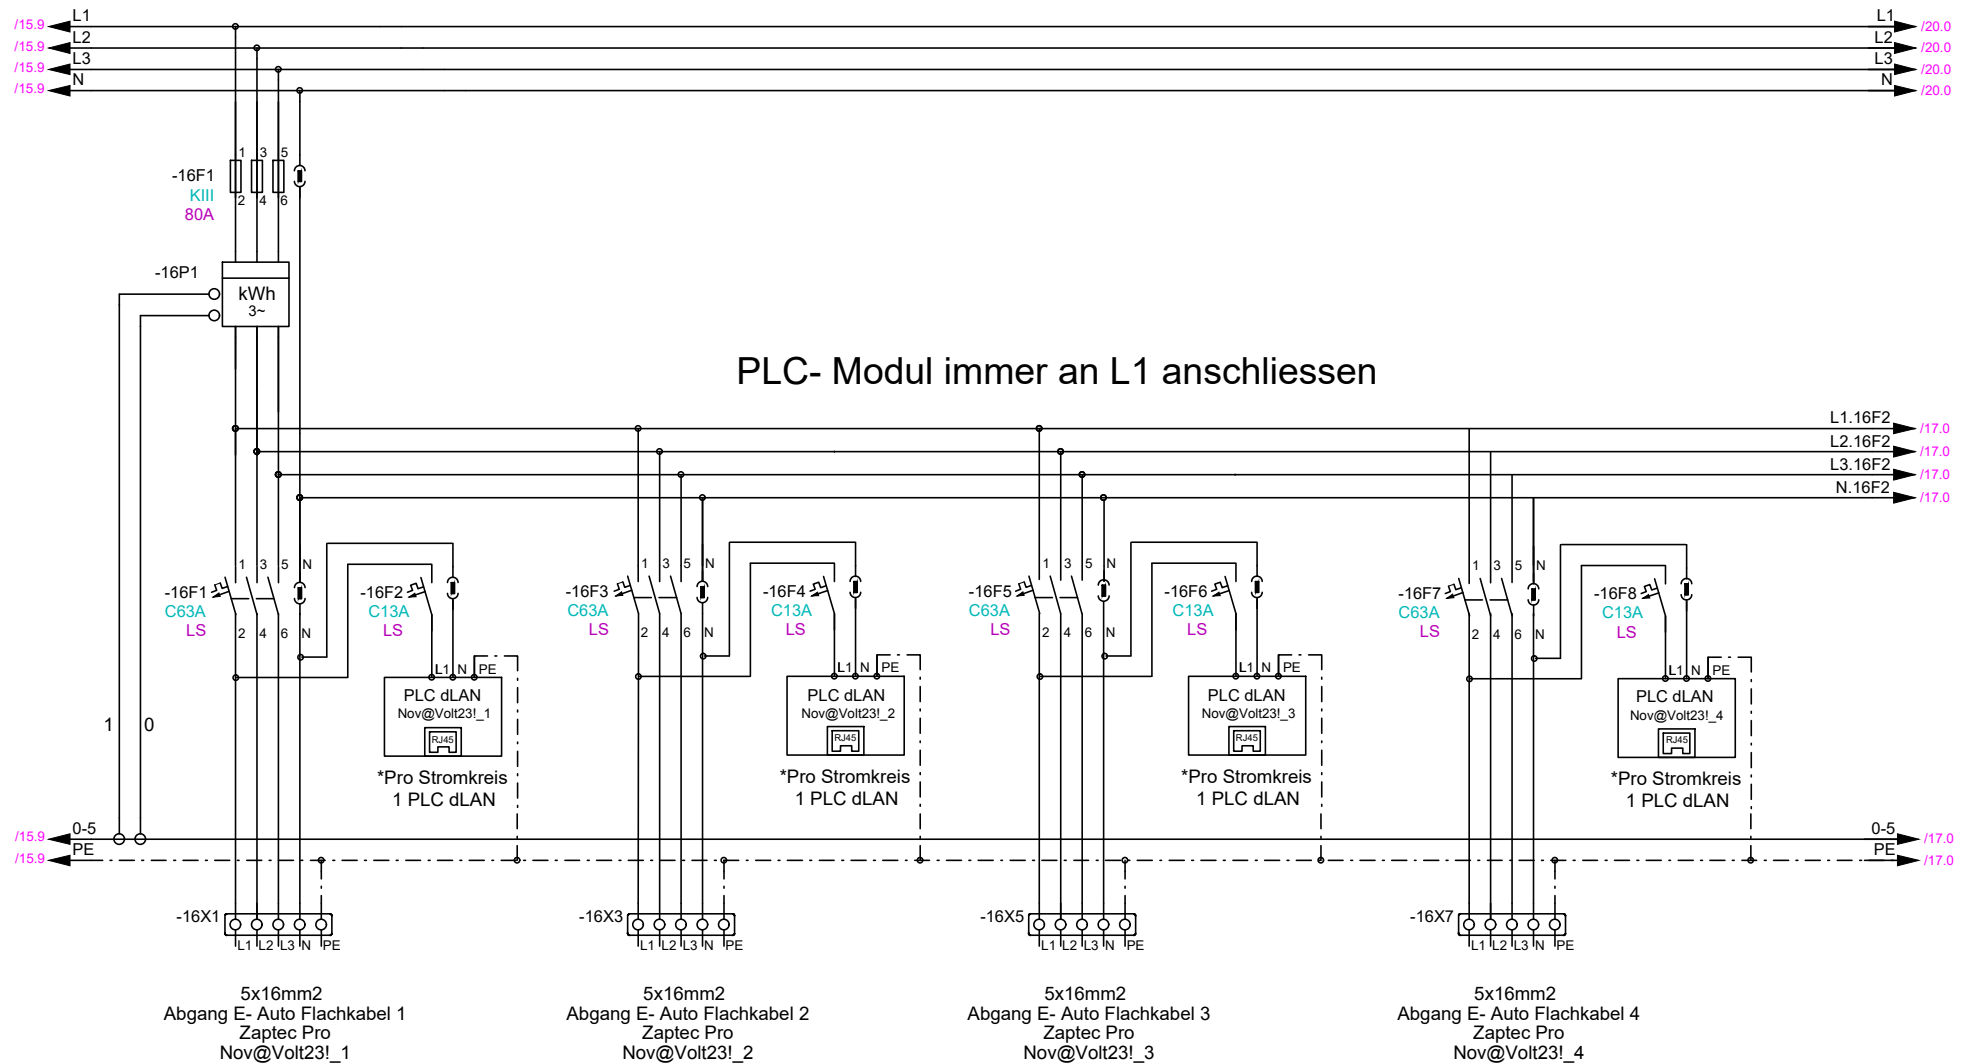 /15.9 L1 L1 /20.0
/15.9 L2 L2 /20.0
/15.9 L3 L3 /20.0
/15.9 N N /20.0
1 3 5
-16F1
KIII
80A
2 4 6
-16P1
kWh
3~
PLC- Modul immer an L1 anschliessen
L1.16F2 /17.0
L2.16F2 /17.0
L3.16F2 /17.0
N.16F2 /17.0
1 3 5 N
-16F1
C63A
LS
2 4 6 N
-16F2
C13A
LS
L1 N PE
PLC dLAN
Nov@Volt23!_1
RJ45
*Pro Stromkreis
1 PLC dLAN
1 3 5 N
-16F3
C63A
LS
2 4 6 N
-16F4
C13A
LS
L1 N PE
PLC dLAN
Nov@Volt23!_2
RJ45
*Pro Stromkreis
1 PLC dLAN
1 3 5 N
-16F5
C63A
LS
2 4 6 N
-16F6
C13A
LS
L1 N PE
PLC dLAN
Nov@Volt23!_3
RJ45
*Pro Stromkreis
1 PLC dLAN
1 3 5 N
-16F7
C63A
LS
2 4 6 N
-16F8
C13A
LS
L1 N PE
PLC dLAN
Nov@Volt23!_4
RJ45
*Pro Stromkreis
1 PLC dLAN
1 0
/15.9 0-5 0-5 /17.0
/15.9 PE PE /17.0
-16X1
L1 L2 L3 N PE
-16X3
L1 L2 L3 N PE
-16X5
L1 L2 L3 N PE
-16X7
L1 L2 L3 N PE
5x16mm2
Abgang E- Auto Flachkabel 1
Zaptec Pro
Nov@Volt23!_1
5x16mm2
Abgang E- Auto Flachkabel 2
Zaptec Pro
Nov@Volt23!_2
5x16mm2
Abgang E- Auto Flachkabel 3
Zaptec Pro
Nov@Volt23!_3
5x16mm2
Abgang E- Auto Flachkabel 4
Zaptec Pro
Nov@Volt23!_4